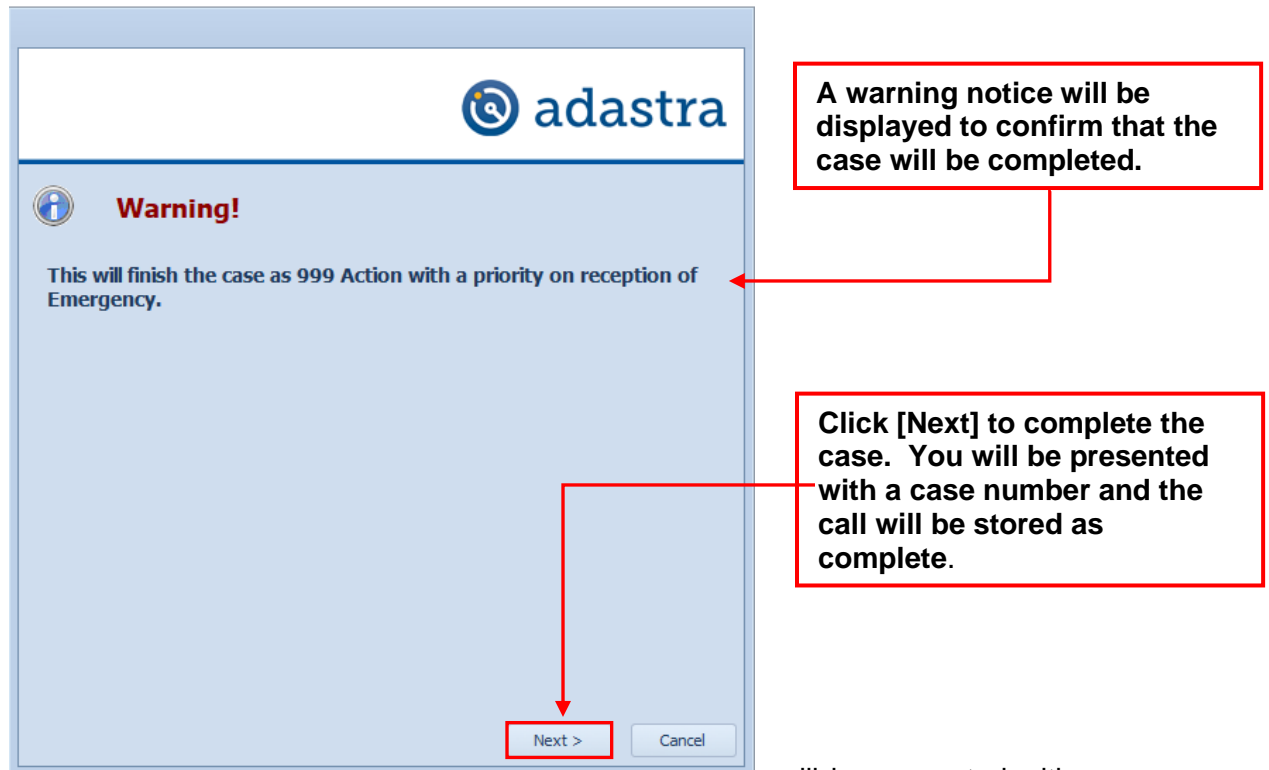 adastra
Warning!
This will finish the case as 999 Action with a priority on reception of
Emergency.
Next >
Cancel
A warning notice will be
displayed to confirm that the
case will be completed.
Click [Next] to complete the
case.  You will be presented
with a case number and the
call will be stored as
complete.